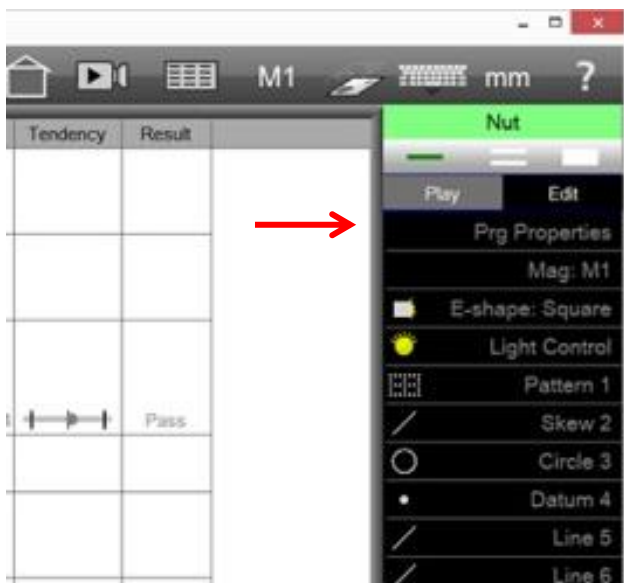 M1 mm ?
Nut
Tendency Result
Play Edit
Prg Properties
Mag: M1
E-shape: Square
Light Control
Pattern 1
Pass
Skew 2
Circle 3
Datum 4
Line 5
Line 6